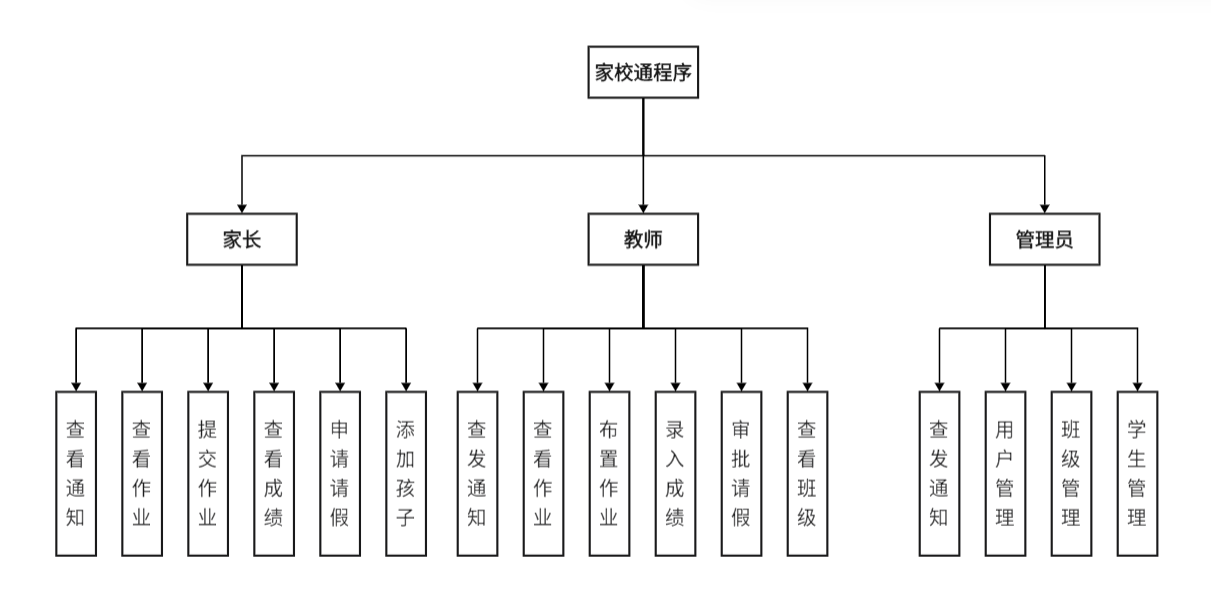 家校通程序
家长
教师
管理员
查看通知
查看作业
提交作业
查看成绩
申请请假
添加孩子
查发通知
查看作业
布置作业
录入成绩
审批请假
查看班级
查发通知
用户管理
班级管理
学生管理